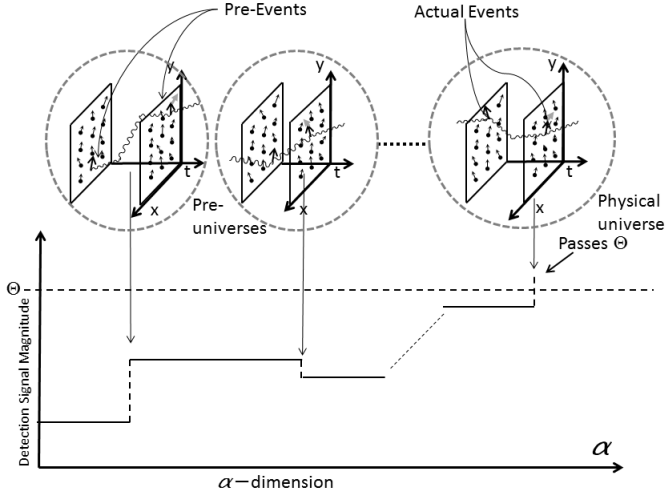 Pre-Events
Actual Events
y
t
x
y
t
x
y
t
x
Pre-
universes
Physical
universe
Passes Θ
Θ
Detection Signal Magnitude
α
α−dimension